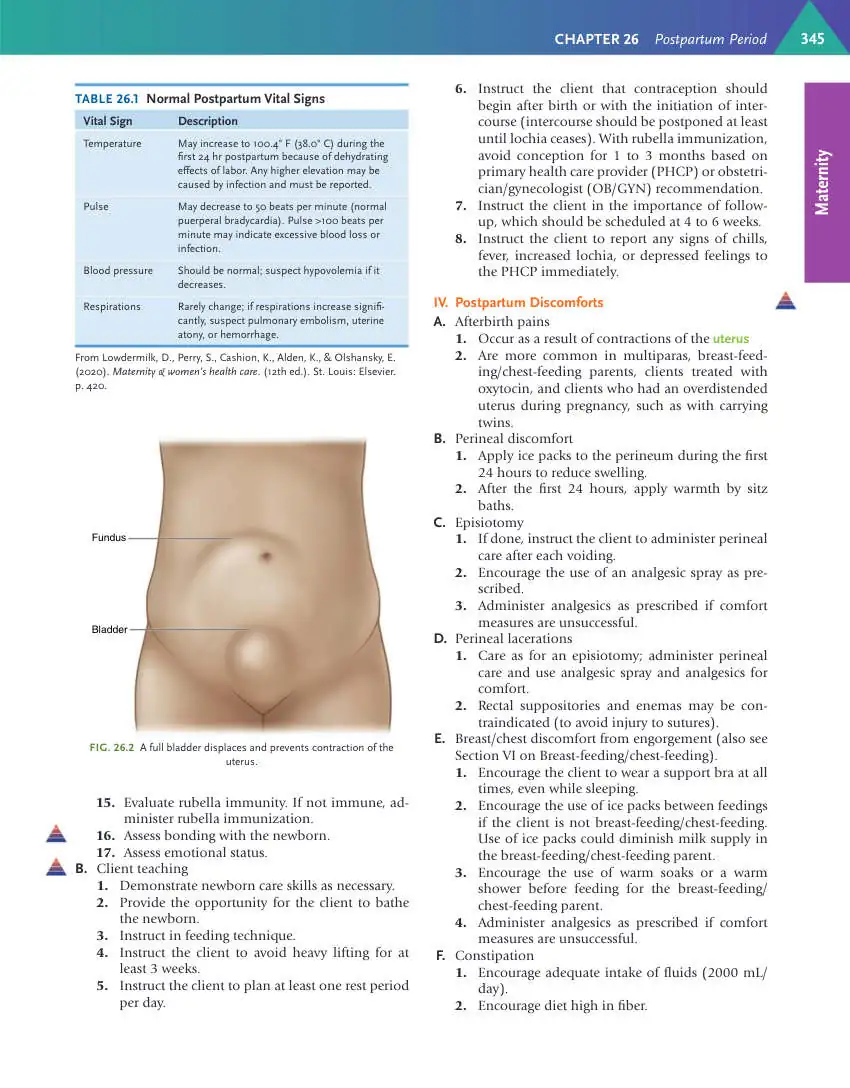 CHAPTER 26 Postpartum Period 345
TABLE 26.1 Normal Postpartum Vital Signs
Vital Sign Description
Temperature May increase to 100.4° F (38.0° C) during the
first 24 hr postpartum because of dehydrating
effects of labor. Any higher elevation may be
caused by infection and must be reported.
Pulse May decrease to 50 beats per minute (normal
puerperal bradycardia). Pulse >100 beats per
minute may indicate excessive blood loss or
infection.
Blood pressure Should be normal; suspect hypovolemia if it
decreases.
Respirations Rarely change; if respirations increase signifi-
cantly, suspect pulmonary embolism, uterine
atony, or hemorrhage.
From Lowdermilk, D., Perry, S., Cashion, K., Alden, K., & Olshansky, E.
(2020). Maternity & women's health care. (12th ed.). St. Louis: Elsevier.
p. 420.
Fundus
Bladder
FIG. 26.2 A full bladder displaces and prevents contraction of the
uterus.
15. Evaluate rubella immunity. If not immune, ad-
minister rubella immunization.
16. Assess bonding with the newborn.
17. Assess emotional status.
B. Client teaching
1. Demonstrate newborn care skills as necessary.
2. Provide the opportunity for the client to bathe
the newborn.
3. Instruct in feeding technique.
4. Instruct the client to avoid heavy lifting for at
least 3 weeks.
5. Instruct the client to plan at least one rest period
per day.
6. Instruct the client that contraception should
begin after birth or with the initiation of inter-
course (intercourse should be postponed at least
until lochia ceases). With rubella immunization,
avoid conception for 1 to 3 months based on
primary health care provider (PHCP) or obstetri-
cian/gynecologist (OB/GYN) recommendation.
7. Instruct the client in the importance of follow-
up, which should be scheduled at 4 to 6 weeks.
8. Instruct the client to report any signs of chills,
fever, increased lochia, or depressed feelings to
the PHCP immediately.
IV. Postpartum Discomforts
A. Afterbirth pains
1. Occur as a result of contractions of the uterus
2. Are more common in multiparas, breast-feed-
ing/chest-feeding parents, clients treated with
oxytocin, and clients who had an overdistended
uterus during pregnancy, such as with carrying
twins.
B. Perineal discomfort
1. Apply ice packs to the perineum during the first
24 hours to reduce swelling.
2. After the first 24 hours, apply warmth by sitz
baths.
C. Episiotomy
1. If done, instruct the client to administer perineal
care after each voiding.
2. Encourage the use of an analgesic spray as pre-
scribed.
3. Administer analgesics as prescribed if comfort
measures are unsuccessful.
D. Perineal lacerations
1. Care as for an episiotomy; administer perineal
care and use analgesic spray and analgesics for
comfort.
2. Rectal suppositories and enemas may be con-
traindicated (to avoid injury to sutures).
E. Breast/chest discomfort from engorgement (also see
Section VI on Breast-feeding/chest-feeding).
1. Encourage the client to wear a support bra at all
times, even while sleeping.
2. Encourage the use of ice packs between feedings
if the client is not breast-feeding/chest-feeding.
Use of ice packs could diminish milk supply in
the breast-feeding/chest-feeding parent.
3. Encourage the use of warm soaks or a warm
shower before feeding for the breast-feeding/
chest-feeding parent.
4. Administer analgesics as prescribed if comfort
measures are unsuccessful.
F. Constipation
1. Encourage adequate intake of fluids (2000 mL/
day).
2. Encourage diet high in fiber.
Maternity